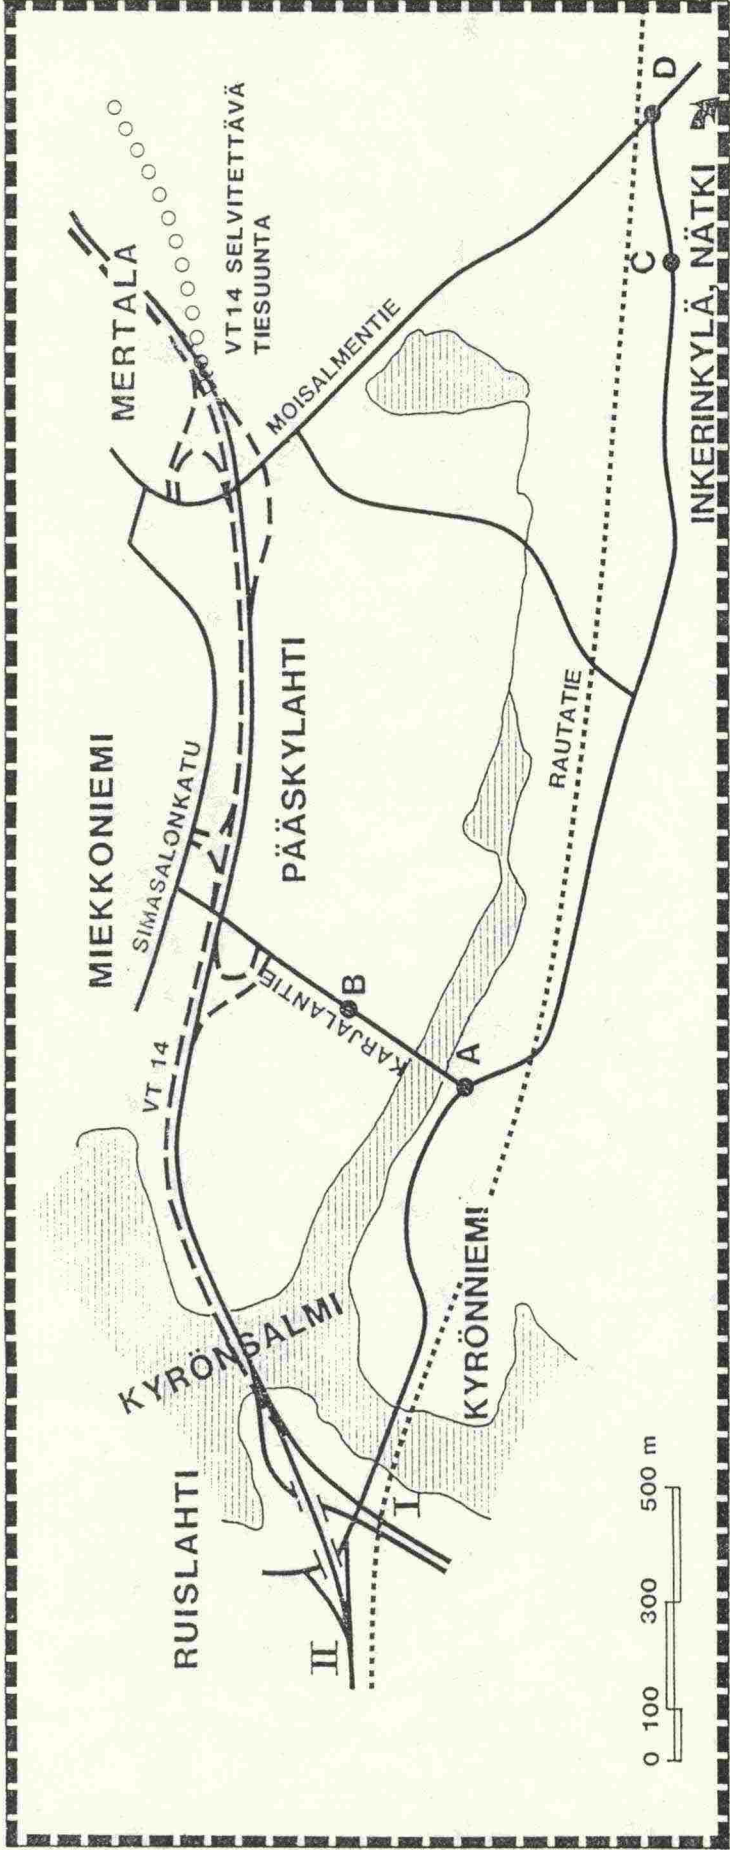 MERTALA
VT14 SELVITETTÄVÄ
TIESUUNTA
MOISALMENTIE
D
C
INKERINKYLÄ, NÄTKI
MIEKKONIEMI
SIMASALONKATU
PÄÄSKYLAHTI
RAUTATIE
VT 14
KARJALANTIE
B
A
KYRÖNSALMI
KYRÖNNIEMI
RUISLAHTI
I
II
0 100 300 500 m